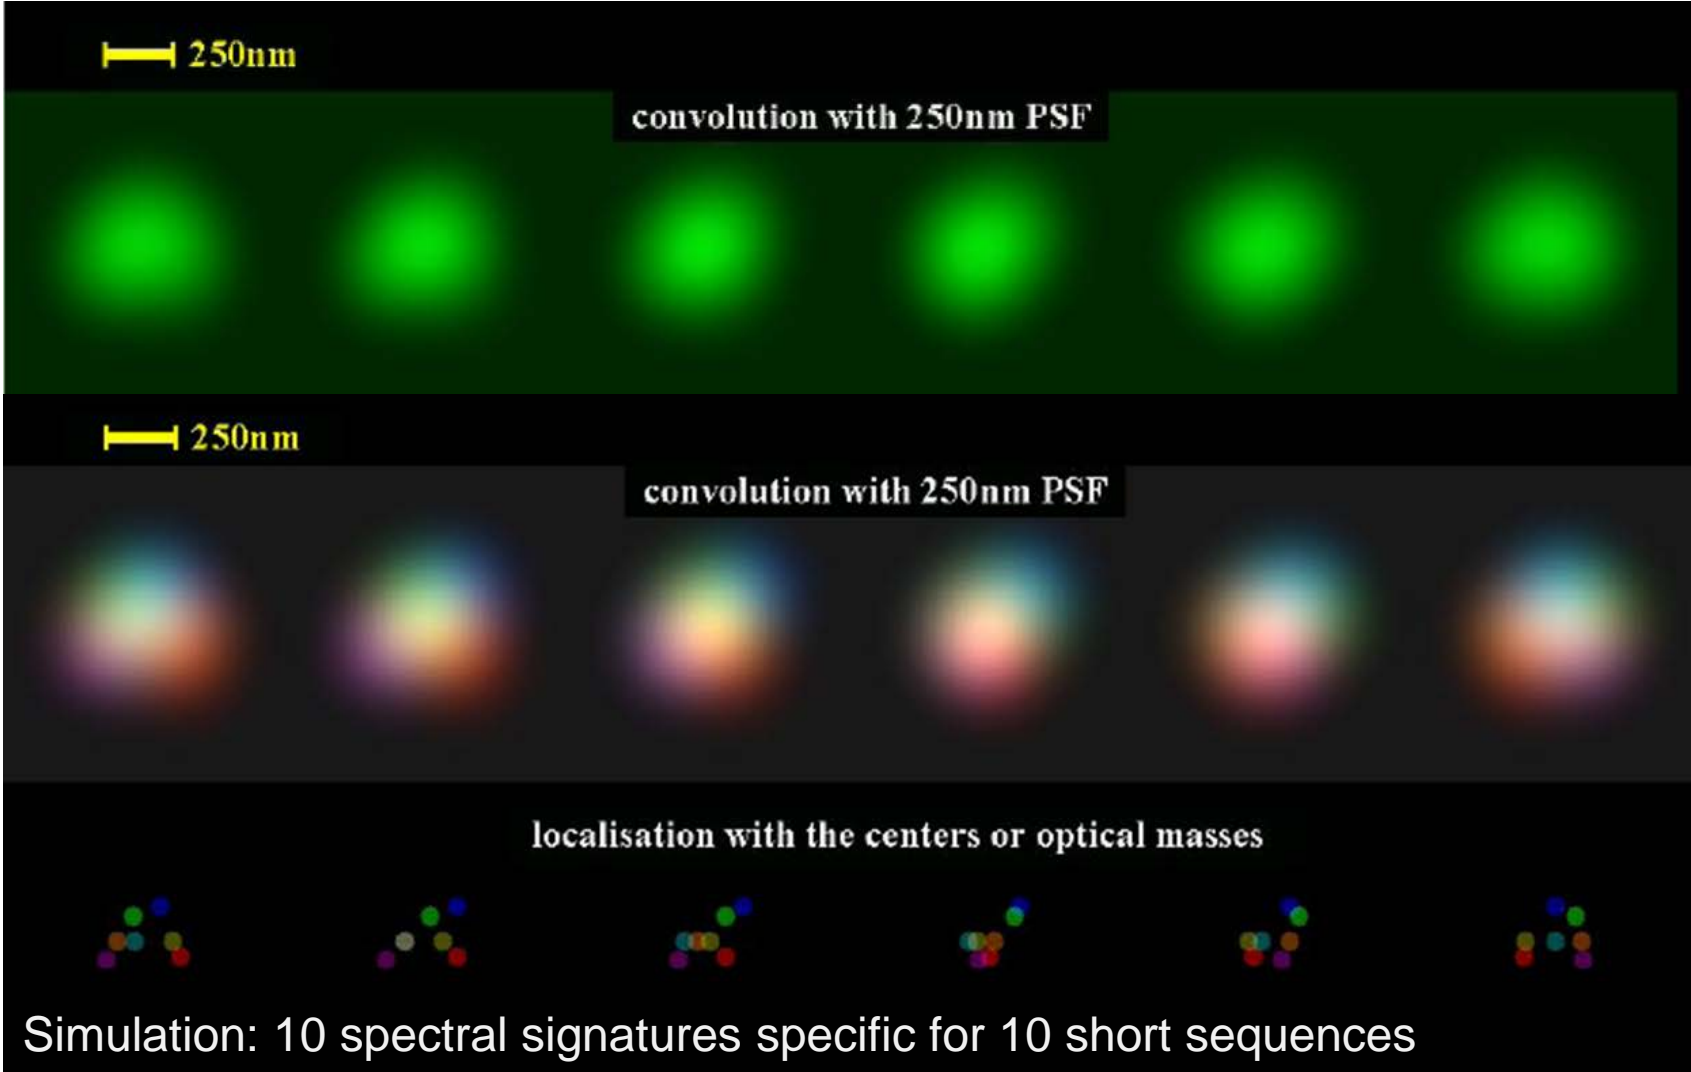 250nm
convolution with 250nm PSF
250nm
convolution with 250nm PSF
localisation with the centers or optical masses
Simulation: 10 spectral signatures specific for 10 short sequences